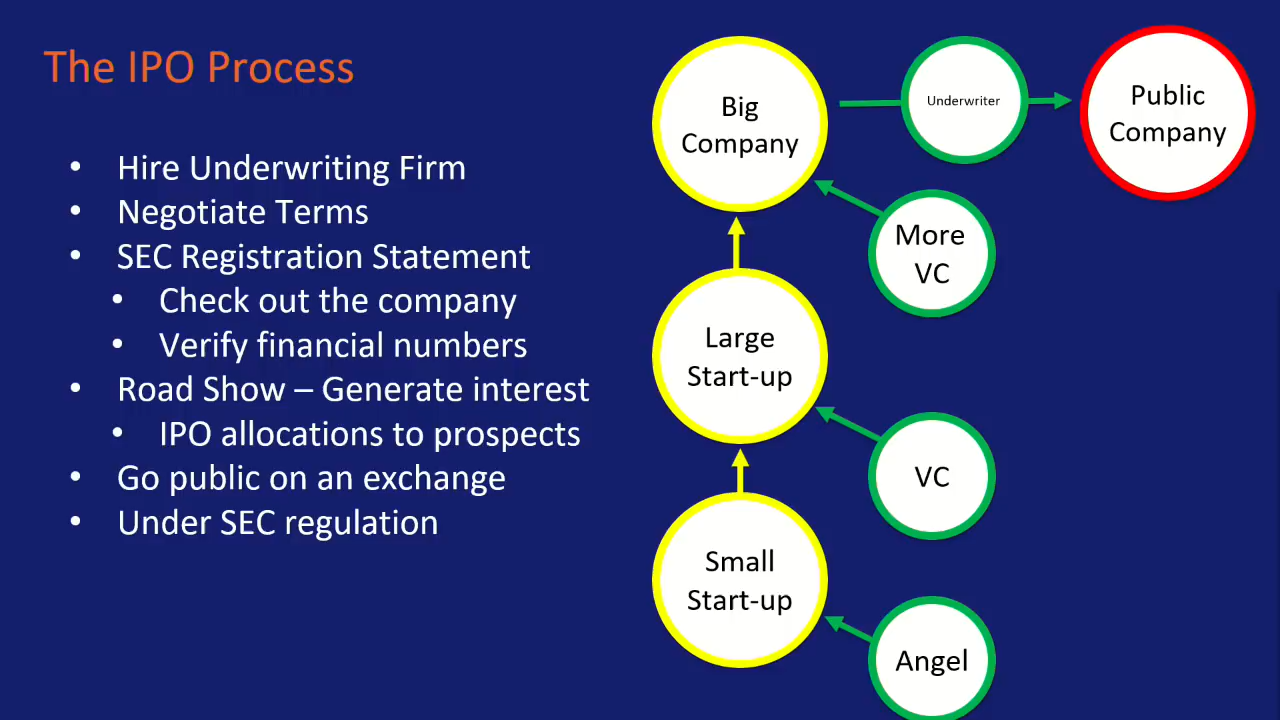 The IPO Process
• Hire Underwriting Firm
• Negotiate Terms
• SEC Registration Statement
• Check out the company
• Verify financial numbers
• Road Show – Generate interest
• IPO allocations to prospects
• Go public on an exchange
• Under SEC regulation
Big
Company
Underwriter
Public
Company
More
VC
Large
Start-up
VC
Small
Start-up
Angel